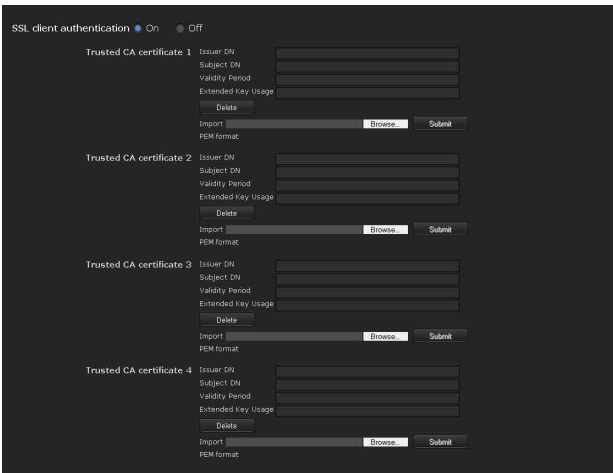 SSL client authentication On Off
Trusted CA certificate 1 Issuer DN
Subject DN
Validity Period
Extended Key Usage
Delete
Import Browse... Submit
PEM format
Trusted CA certificate 2 Issuer DN
Subject DN
Validity Period
Extended Key Usage
Delete
Import Browse... Submit
PEM format
Trusted CA certificate 3 Issuer DN
Subject DN
Validity Period
Extended Key Usage
Delete
Import Browse... Submit
PEM format
Trusted CA certificate 4 Issuer DN
Subject DN
Validity Period
Extended Key Usage
Delete
Import Browse... Submit
PEM format